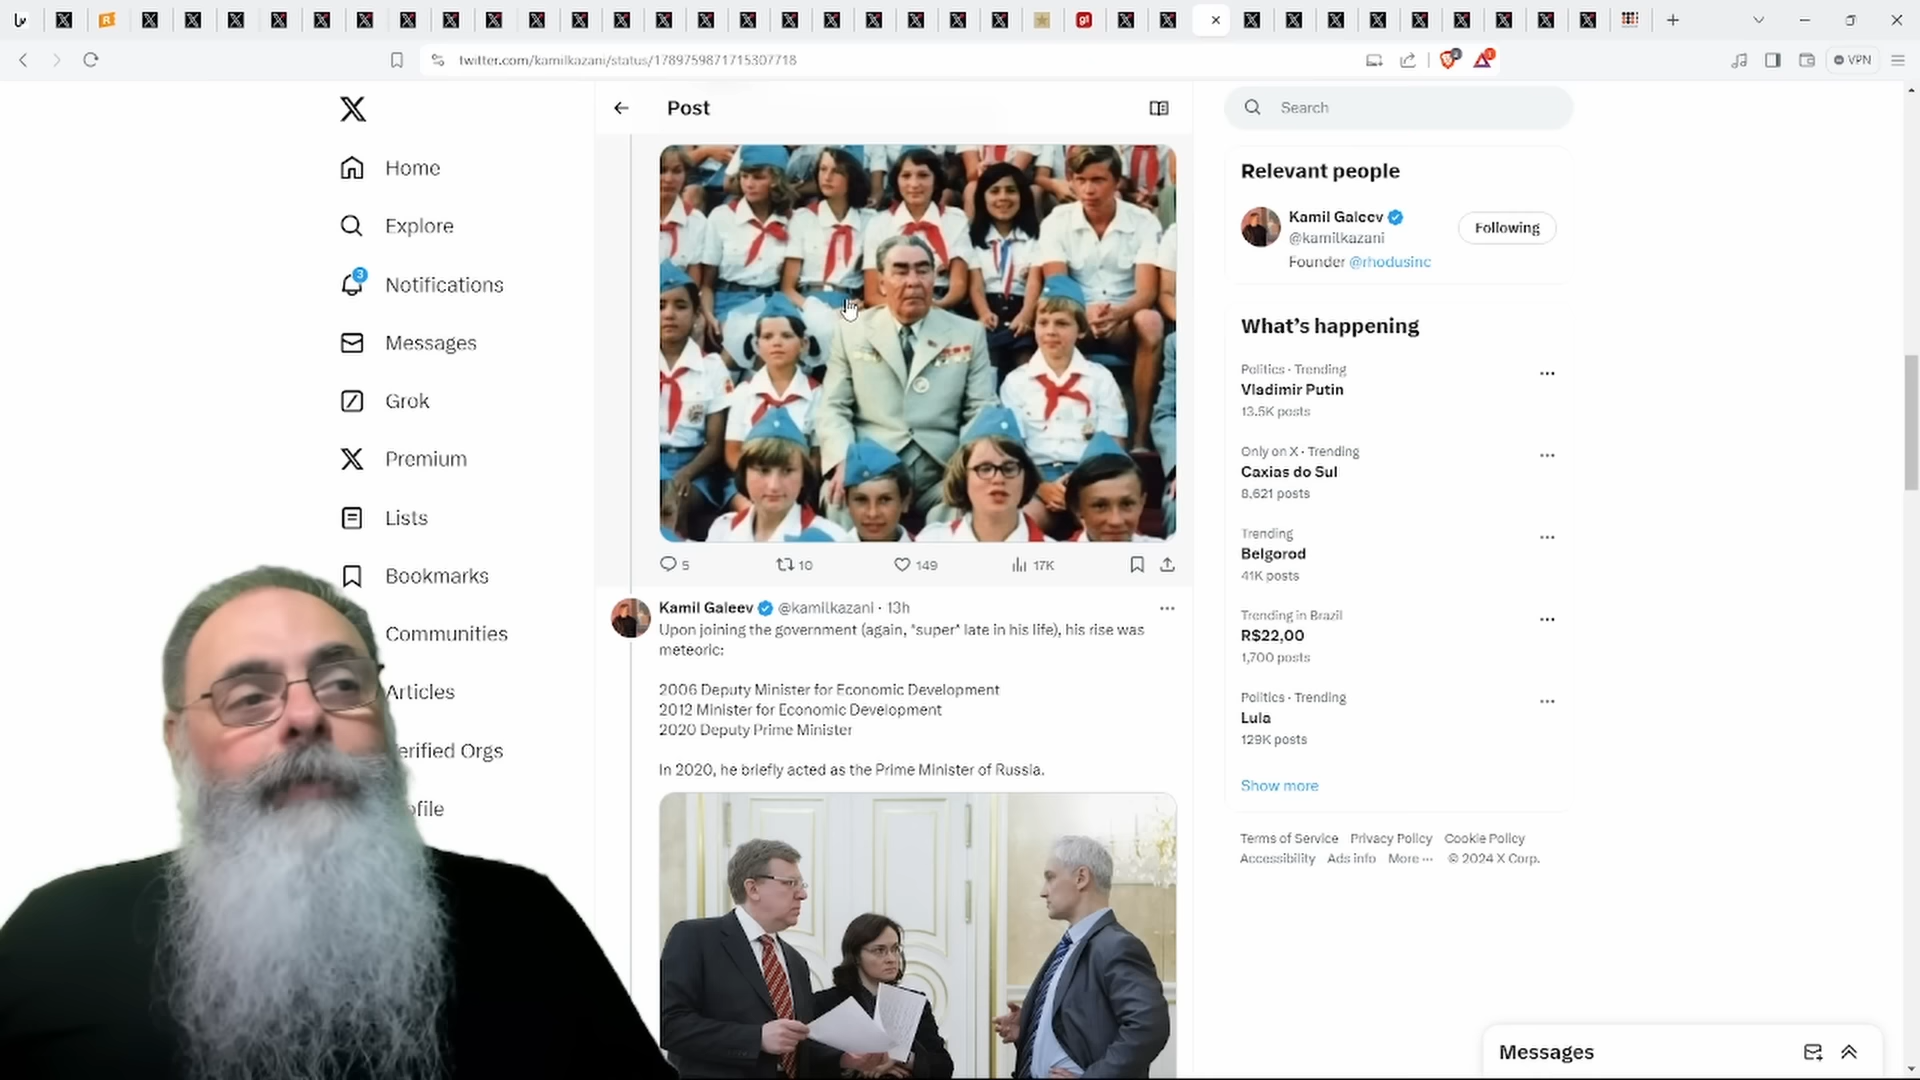 twitter.com/kamilkazani/status/1789759871715307718
VPN
Home
Explore
3
Notifications
Messages
Grok
Premium
Lists
Bookmarks
Communities
Articles
erified Orgs
ofile
Post
5
10
149
17K
Kamil Galeev @kamilkazani · 13h
Upon joining the government (again, *super* late in his life), his rise was
meteoric:
2006 Deputy Minister for Economic Development
2012 Minister for Economic Development
2020 Deputy Prime Minister
In 2020, he briefly acted as the Prime Minister of Russia.
Search
Relevant people
Kamil Galeev
@kamilkazani
Following
Founder @rhodusinc
What's happening
Politics · Trending
Vladimir Putin
13.5K posts
Only on X · Trending
Caxias do Sul
8,621 posts
Trending
Belgorod
41K posts
Trending in Brazil
R$22,00
1,700 posts
Politics · Trending
Lula
129K posts
Show more
Terms of Service Privacy Policy Cookie Policy
Accessibility Ads info More ··· © 2024 X Corp.
Messages